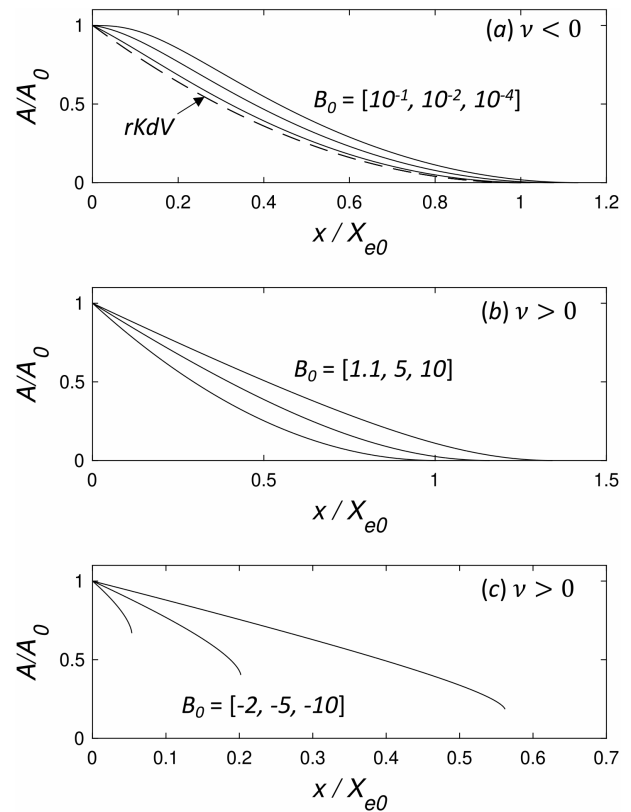 (a) ν < 0
1
B₀ = [10⁻¹, 10⁻², 10⁻⁴]
A/A₀
0.5
rKdV
0
0 0.2 0.4 0.6 0.8 1 1.2
x / Xₑ₀
(b) ν > 0
1
B₀ = [1.1, 5, 10]
A/A₀
0.5
0
0 0.5 1 1.5
x / Xₑ₀
(c) ν > 0
1
A/A₀
0.5
B₀ = [-2, -5, -10]
0
0 0.1 0.2 0.3 0.4 0.5 0.6 0.7
x / Xₑ₀